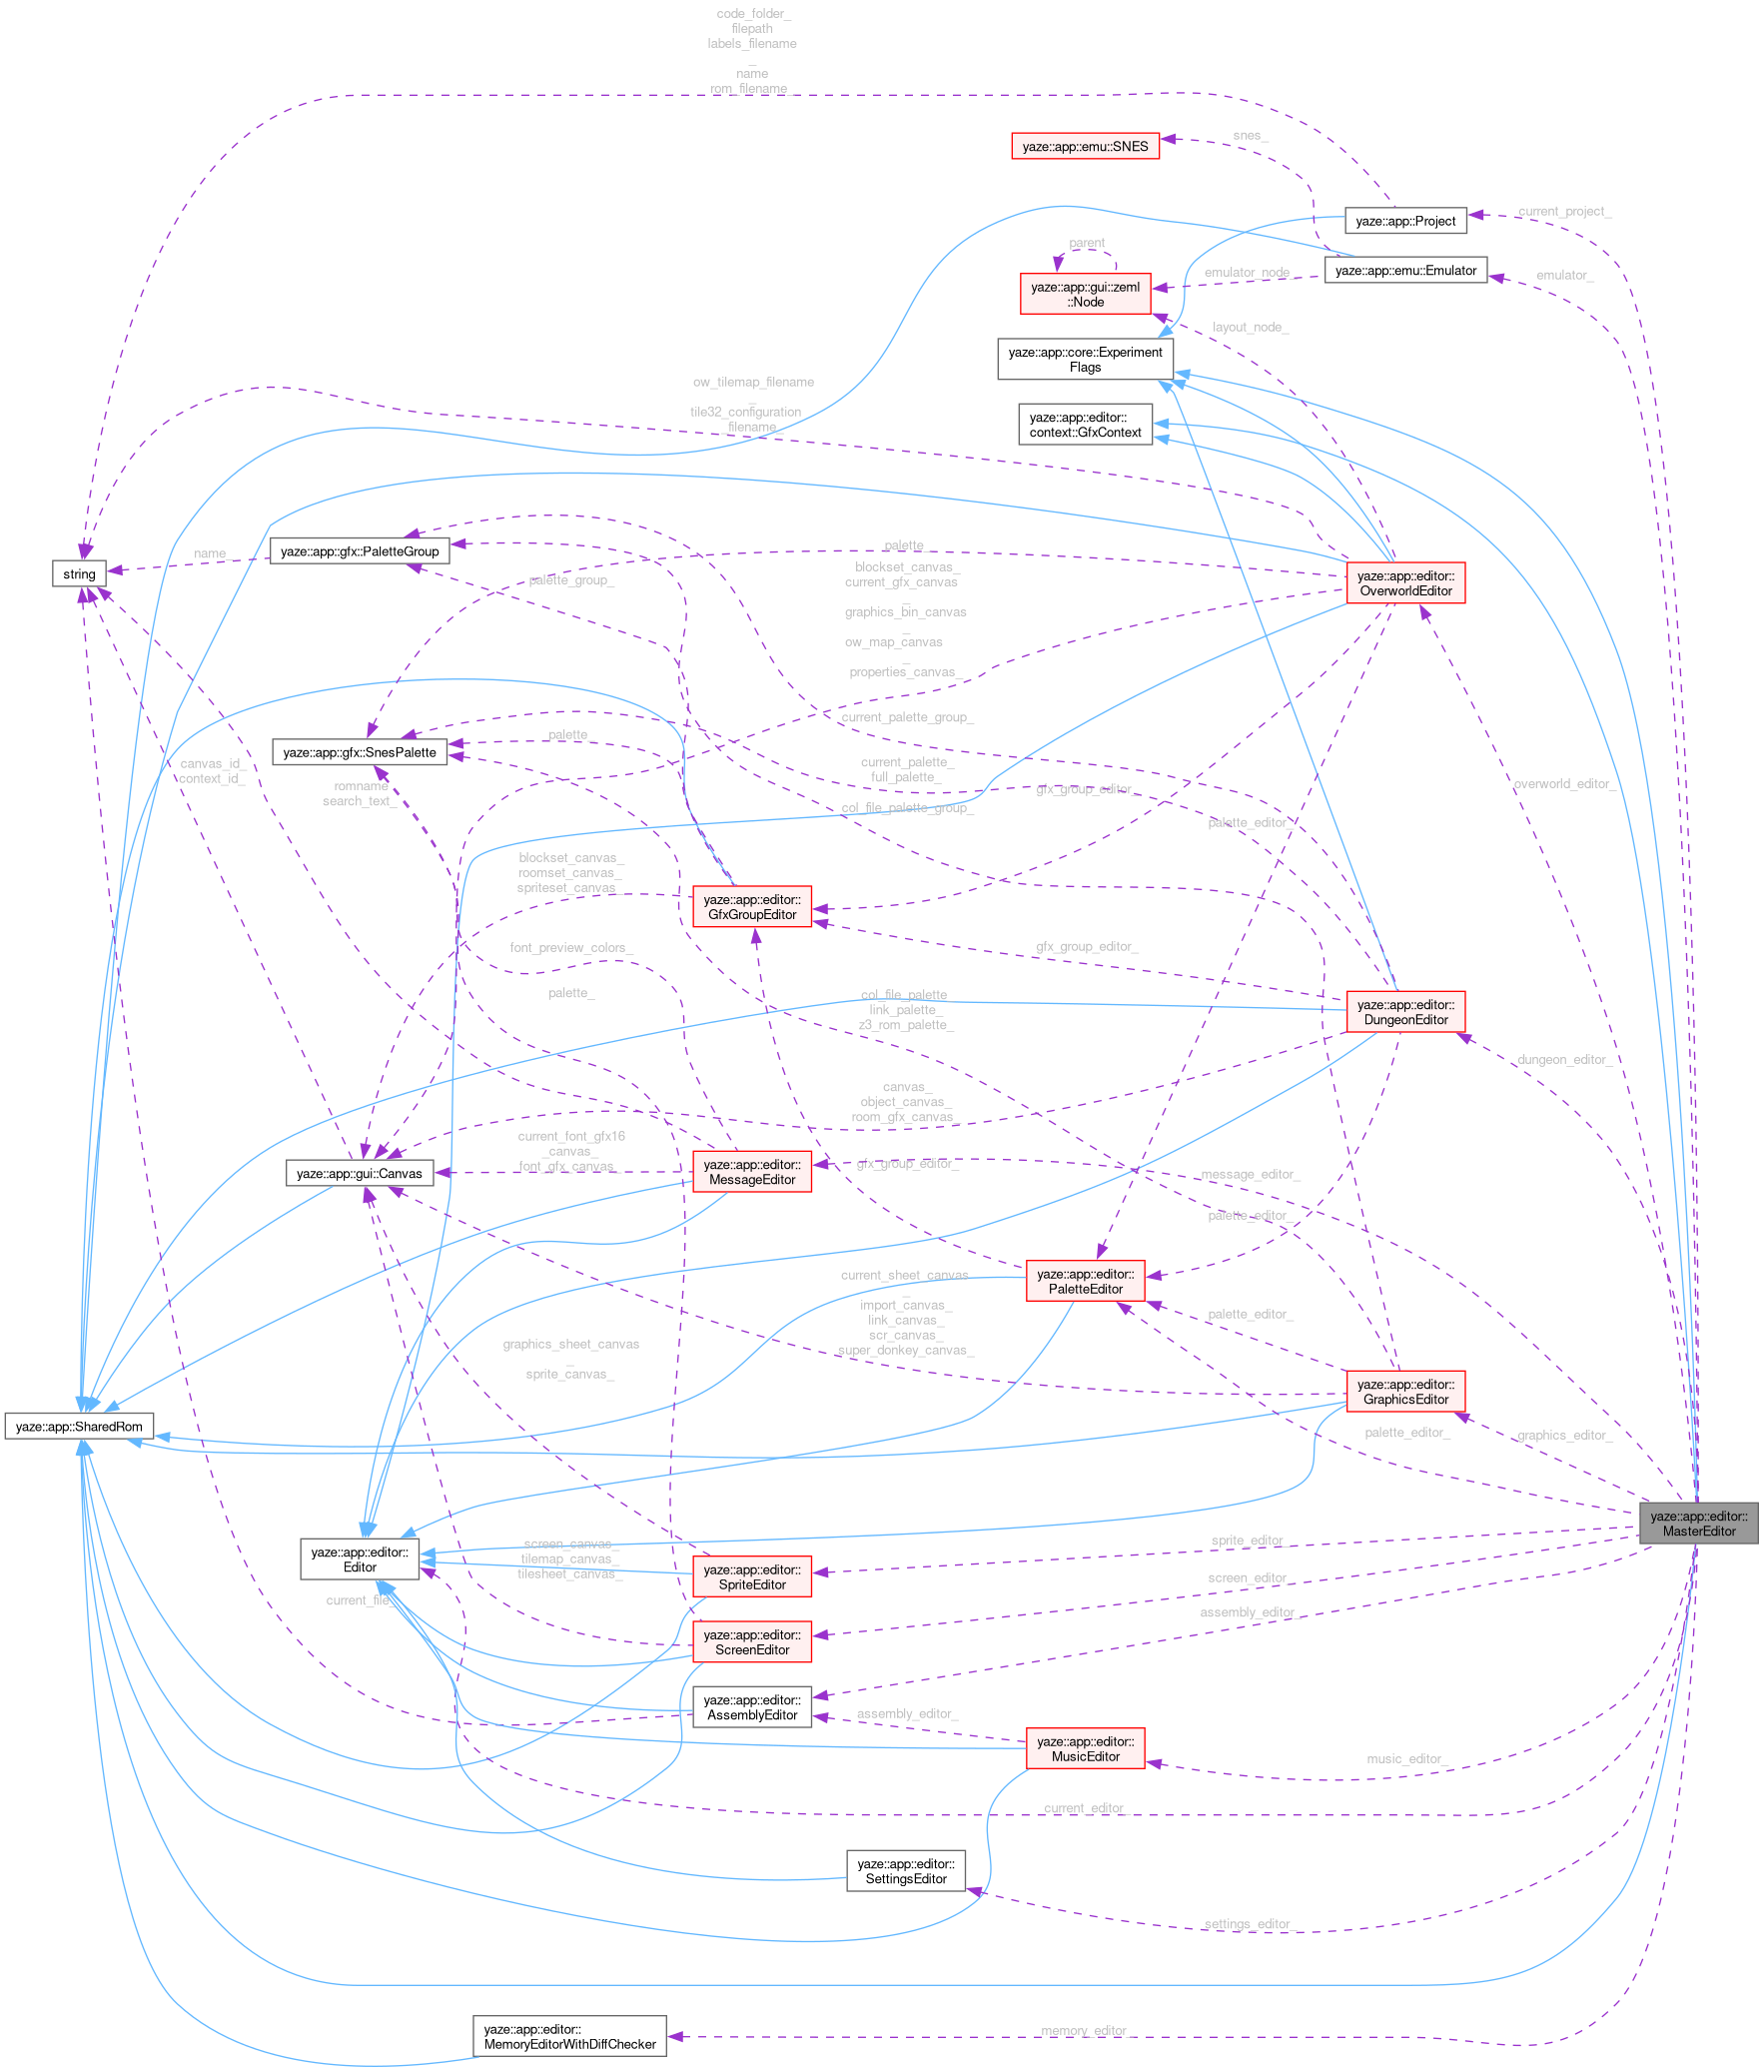 code_folder_
filepath
labels_filename
_
name
rom_filename
snes_
yaze::app::emu::SNES
yaze::app::Project
current_project_
parent
yaze::app::emu::Emulator
emulator_node_
emulator_
yaze::app::gui::zeml
::Node
layout_node_
yaze::app::core::Experiment
Flags
ow_tilemap_filename
_
tile32_configuration
_filename_
yaze::app::editor::
context::GfxContext
name_
yaze::app::gfx::PaletteGroup
string
palette_
palette_group_
blockset_canvas_
current_gfx_canvas
_
graphics_bin_canvas
_
ow_map_canvas
_
properties_canvas_
yaze::app::editor::
OverworldEditor
current_palette_group_
yaze::app::gfx::SnesPalette
palette_
canvas_id_
context_id_
romname_
search_text_
current_palette_
full_palette_
gfx_group_editor_
overworld_editor_
col_file_palette_group_
palette_editor_
blockset_canvas_
roomset_canvas_
spriteset_canvas_
yaze::app::editor::
GfxGroupEditor
font_preview_colors_
gfx_group_editor_
palette_
col_file_palette_
link_palette_
z3_rom_palette_
yaze::app::editor::
DungeonEditor
dungeon_editor_
canvas_
object_canvas_
room_gfx_canvas_
current_font_gfx16
_canvas_
font_gfx_canvas_
yaze::app::gui::Canvas
yaze::app::editor::
MessageEditor
gfx_group_editor_
message_editor_
palette_editor_
yaze::app::editor::
PaletteEditor
current_sheet_canvas
_
import_canvas_
link_canvas_
scr_canvas_
super_donkey_canvas_
palette_editor_
graphics_sheet_canvas
_
sprite_canvas_
yaze::app::editor::
GraphicsEditor
yaze::app::SharedRom
palette_editor_
graphics_editor_
yaze::app::editor::
MasterEditor
yaze::app::editor::
Editor
screen_canvas_
tilemap_canvas_
tilesheet_canvas_
sprite_editor_
yaze::app::editor::
SpriteEditor
screen_editor_
current_file_
assembly_editor_
yaze::app::editor::
ScreenEditor
yaze::app::editor::
AssemblyEditor
assembly_editor_
yaze::app::editor::
MusicEditor
music_editor_
current_editor_
yaze::app::editor::
SettingsEditor
settings_editor_
yaze::app::editor::
MemoryEditorWithDiffChecker
memory_editor_